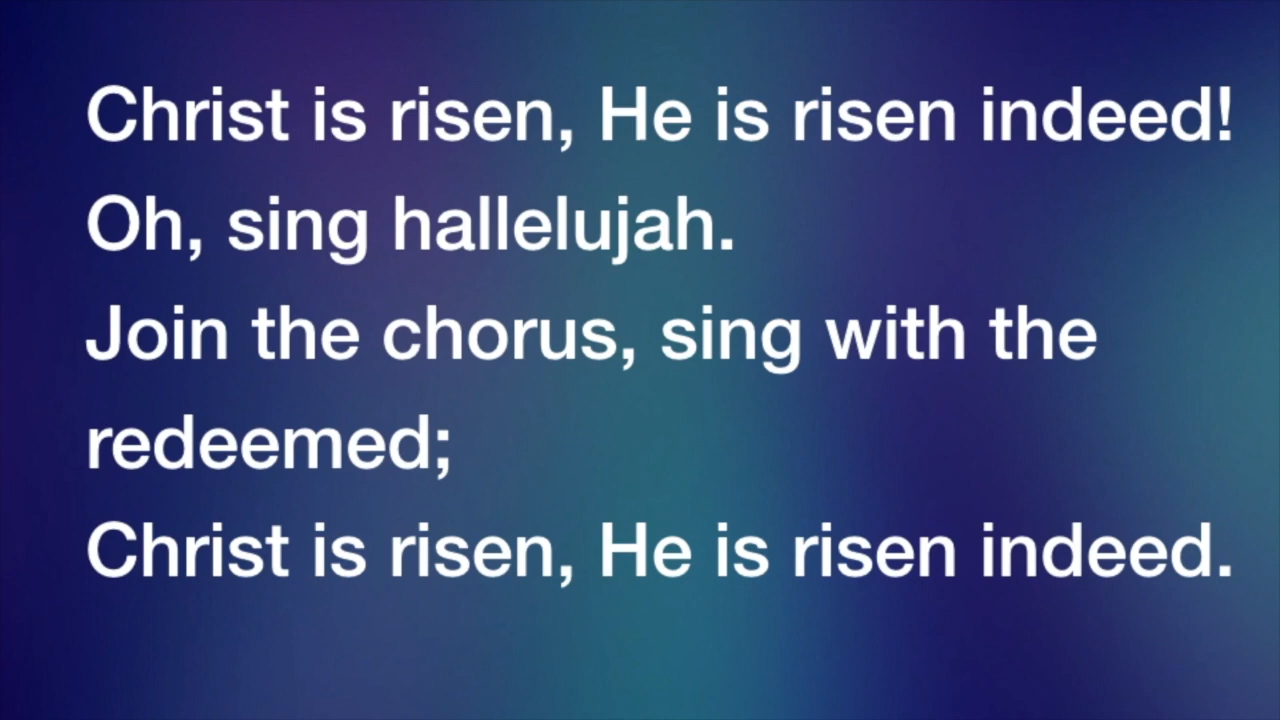 Christ is risen, He is risen indeed!
Oh, sing hallelujah.
Join the chorus, sing with the
redeemed;
Christ is risen, He is risen indeed.